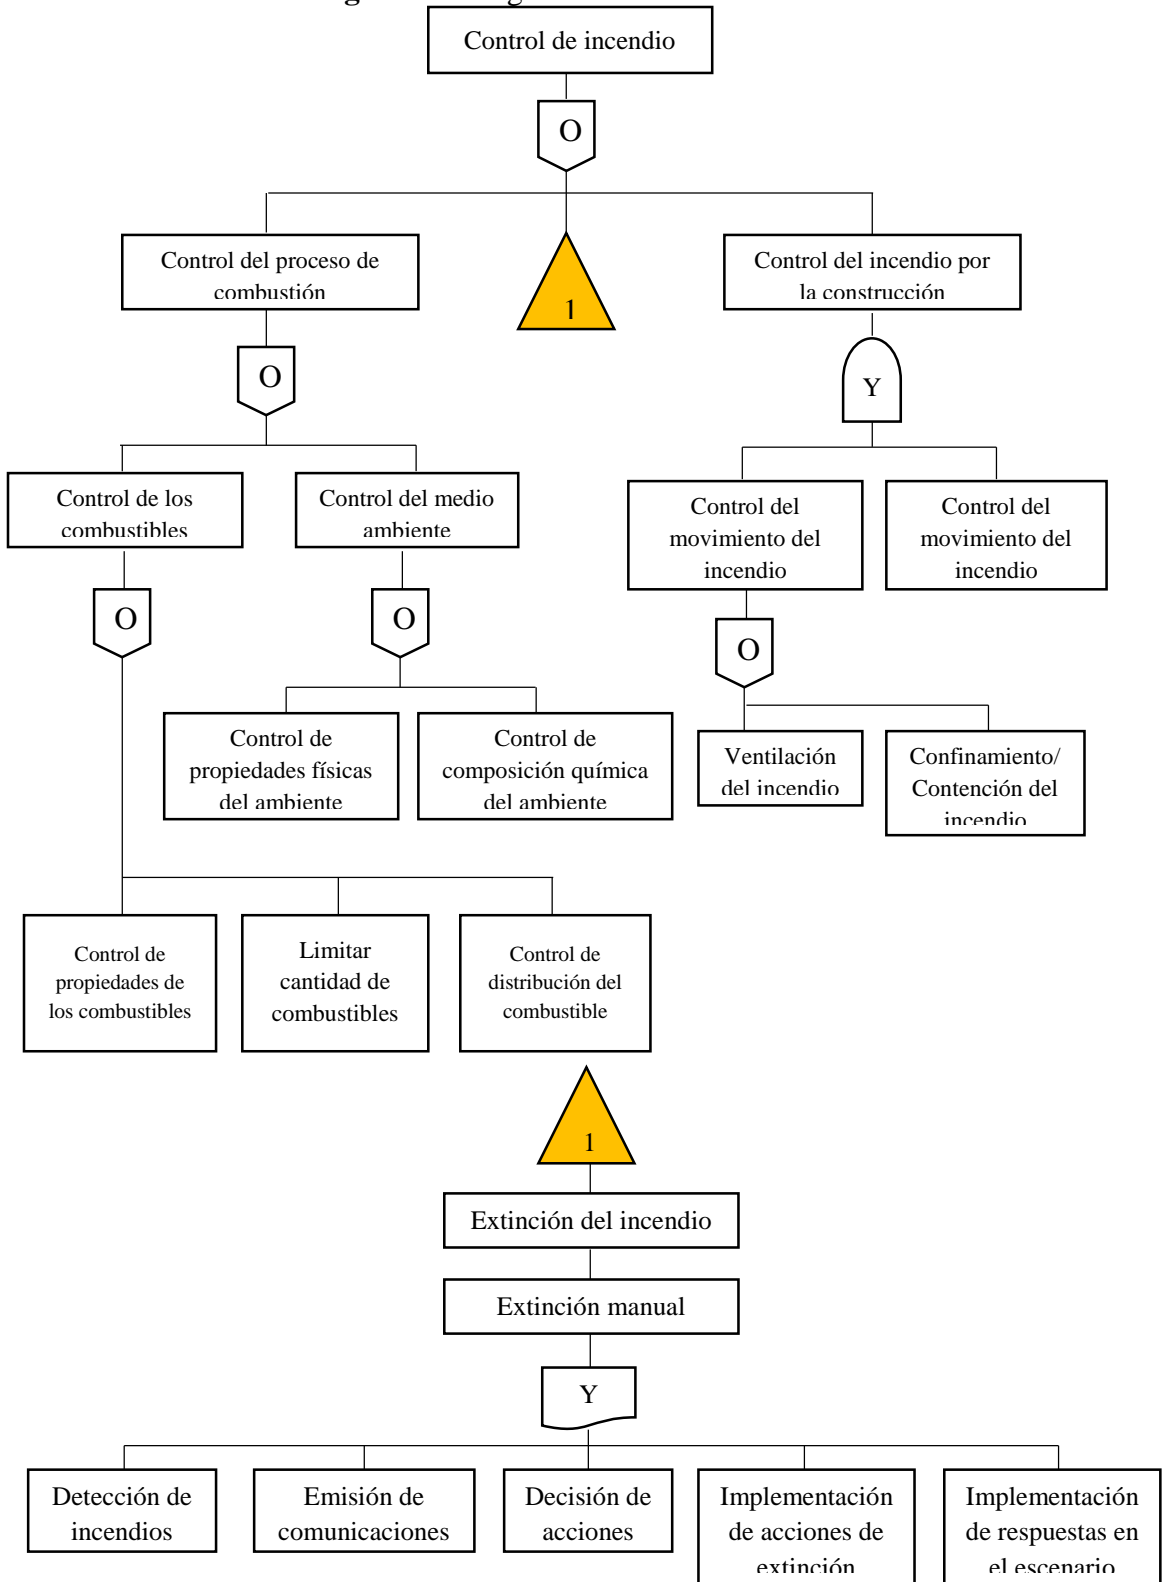 Control de incendio
O
Control del proceso de
combustión
1
Control del incendio por
la construcción
O
Y
Control de los
combustibles
Control del medio
ambiente
Control del
movimiento del
incendio
Control del
movimiento del
incendio
O
O
O
Control de
propiedades físicas
del ambiente
Control de
composición química
del ambiente
Ventilación
del incendio
Confinamiento/
Contención del
incendio
Control de
propiedades de
los combustibles
Limitar
cantidad de
combustibles
Control de
distribución del
combustible
1
Extinción del incendio
Extinción manual
Y
Detección de
incendios
Emisión de
comunicaciones
Decisión de
acciones
Implementación
de acciones de
extinción
Implementación
de respuestas en
el escenario